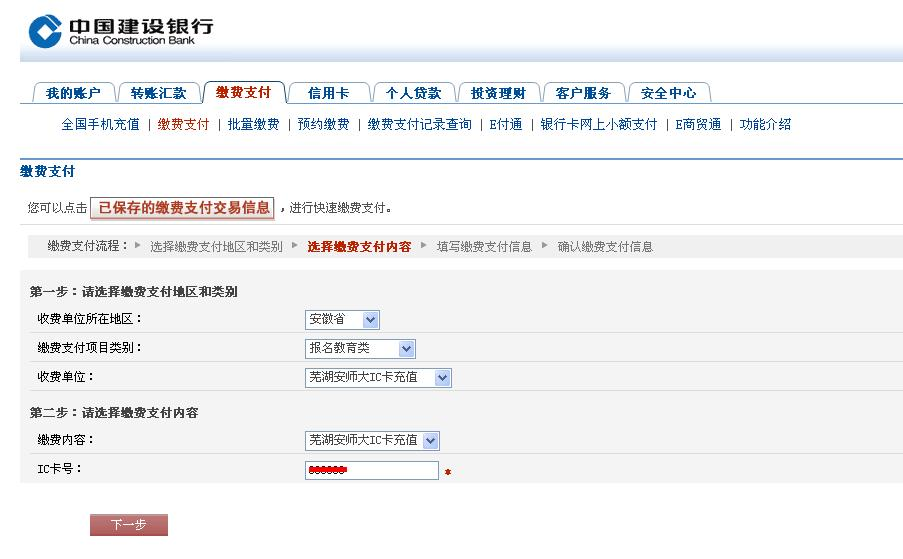 中国建设银行
China Construction Bank
我的账户 转账汇款 缴费支付 信用卡 个人贷款 投资理财 客户服务 安全中心
全国手机充值 | 缴费支付 | 批量缴费 | 预约缴费 | 缴费支付记录查询 | E付通 | 银行卡网上小额支付 | E商贸通 | 功能介绍
缴费支付
您可以点击 已保存的缴费支付交易信息 ，进行快速缴费支付。
缴费支付流程： 选择缴费支付地区和类别 选择缴费支付内容 填写缴费支付信息 确认缴费支付信息
第一步：请选择缴费支付地区和类别
收费单位所在地区： 安徽省
缴费支付项目类别： 报名教育类
收费单位： 芜湖安师大IC卡充值
第二步：请选择缴费支付内容
缴费内容： 芜湖安师大IC卡充值
IC卡号： *
下一步